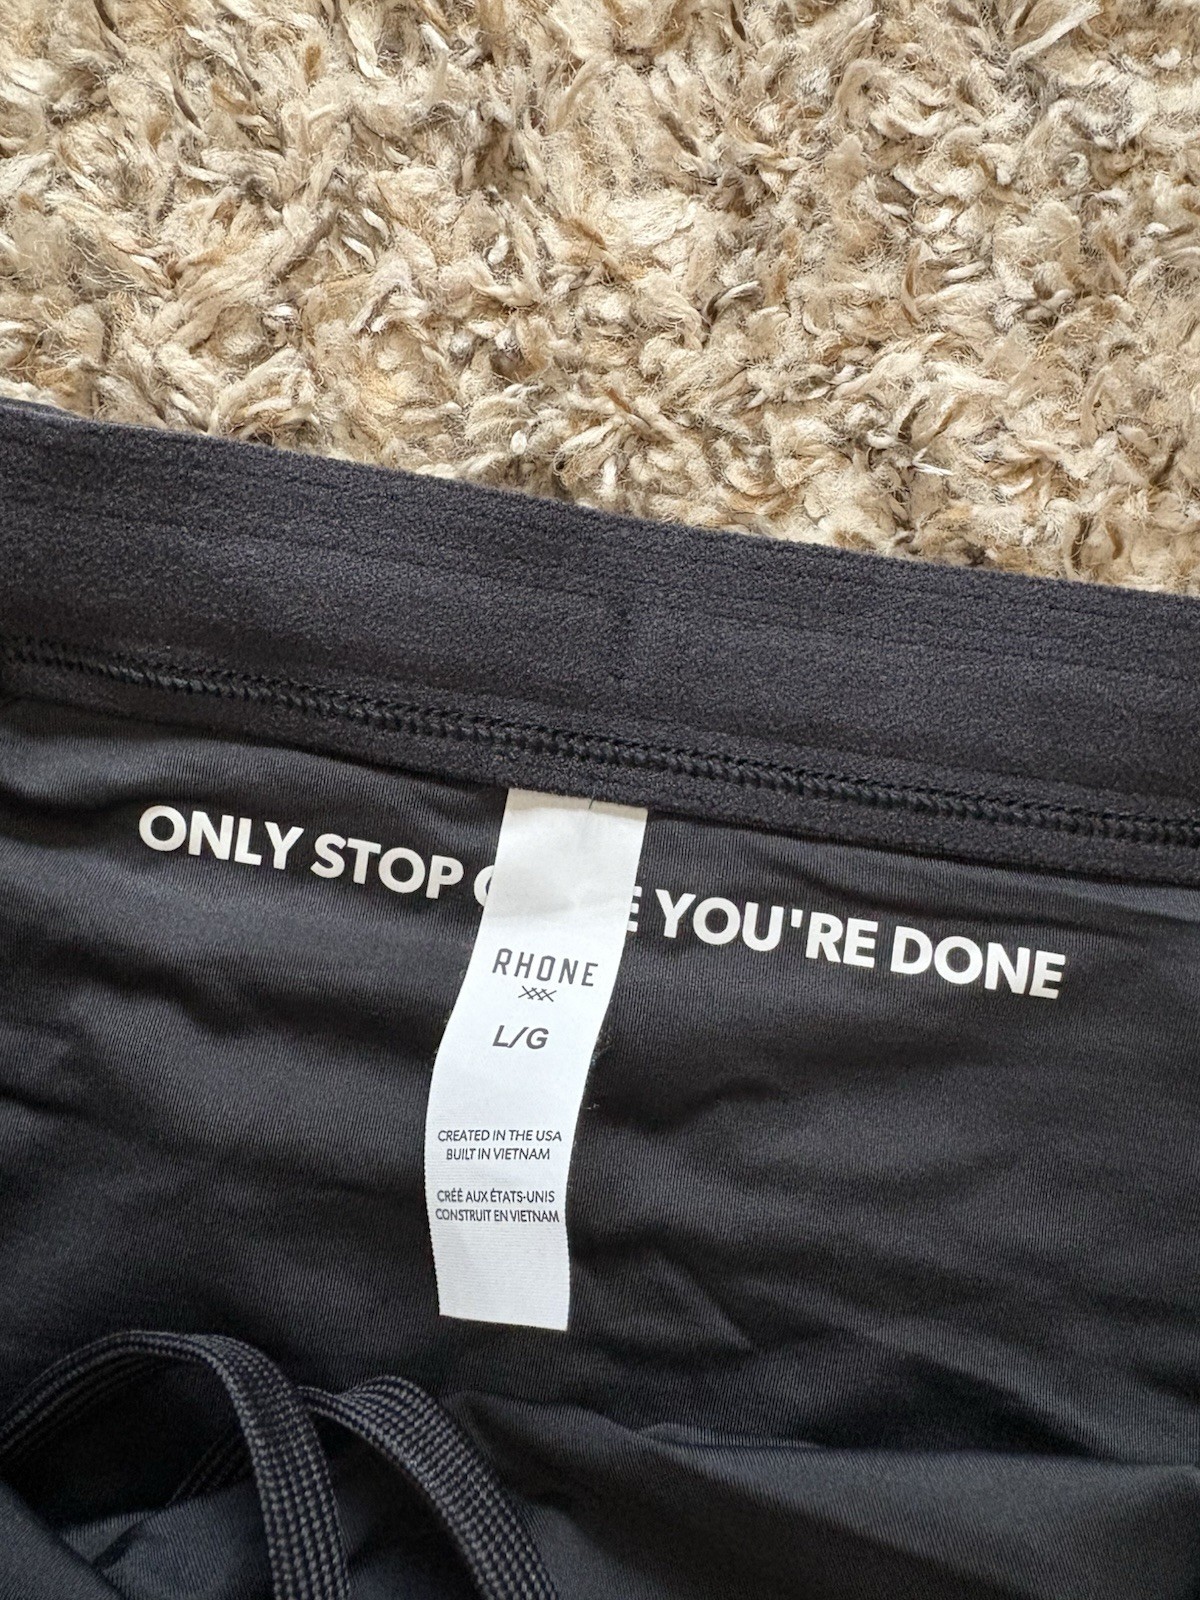 ONLY STOP YOU'RE DONE
RHONE
XXX
L/G
CREATED IN THE USA
BUILT IN VIETNAM
CRÉÉ AUX ÉTATS-UNIS
CONSTRUIT EN VIETNAM